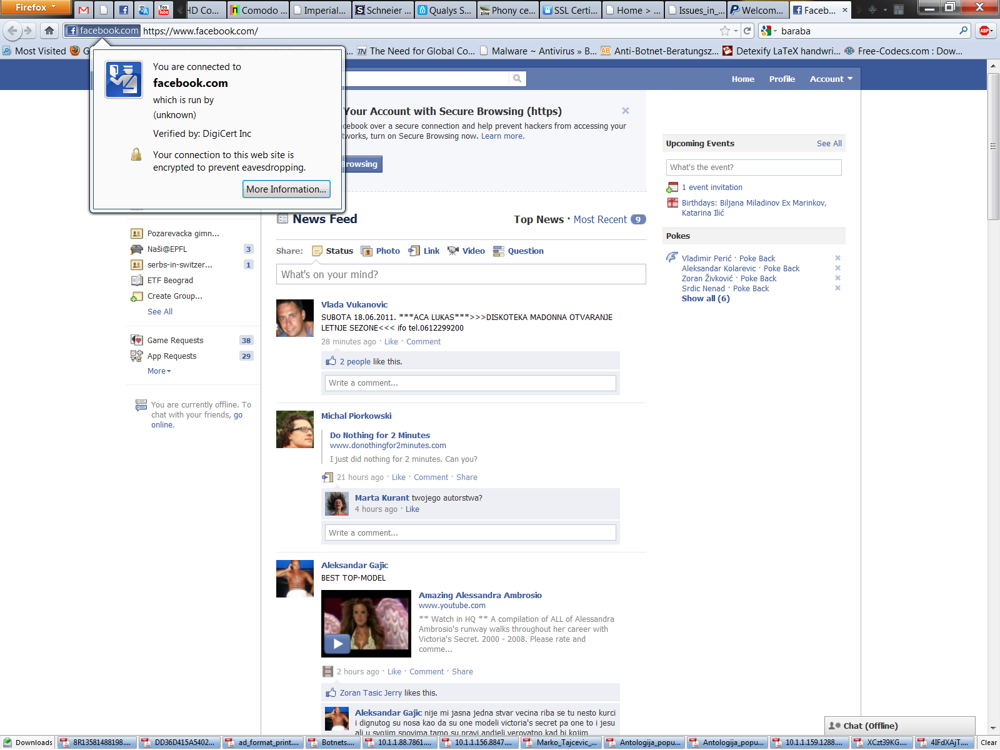 Firefox
You Tube
HD Co...
Comodo ...
Imperial...
Schneier ...
Qualys S...
Phony ce...
SSL Certi...
Home > ...
Issues_in_...
Welcom...
Faceb...
facebook.com https://www.facebook.com/
baraba
ABP
Most Visited
G
The Need for Global Co...
Malware ~ Antivirus » B...
Anti-Botnet-Beratungsz...
Detexify LaTeX handwri...
Free-Codecs.com : Dow...
You are connected to
facebook.com
which is run by
(unknown)
Verified by: DigiCert Inc
Your connection to this web site is
encrypted to prevent eavesdropping.
More Information...
Home Profile Account
Your Account with Secure Browsing (https)
cebook over a secure connection and help prevent hackers from accessing your
tworks, turn on Secure Browsing now. Learn more.
rowsing
Upcoming Events See All
What's the event?
1 event invitation
Birthdays: Biljana Miladinov Ex Marinkov,
Katarina Ilić
Pokes
Vladimir Perić · Poke Back
Aleksandar Kolarevic · Poke Back
Zoran Živković · Poke Back
Srdic Nenad · Poke Back
Show all (6)
Pozarevacka gimn...
Naši@EPFL 3
serbs-in-switzer... 1
ETF Beograd
Create Group...
See All
Game Requests 38
App Requests 29
More
You are currently offline. To
chat with your friends, go
online.
News Feed
Top News · Most Recent 9
Share: Status Photo Link Video Question
What's on your mind?
Vlada Vukanovic
SUBOTA 18.06.2011. ***ACA LUKAS***>>>DISKOTEKA MADONNA OTVARANJE
LETNJE SEZONE<<< ifo tel.0612299200
28 minutes ago · Like · Comment
2 people like this.
Write a comment...
Michal Piorkowski
Do Nothing for 2 Minutes
www.donothingfor2minutes.com
I just did nothing for 2 minutes. Can you?
21 hours ago · Like · Comment · Share
Marta Kurant twojego autorstwa?
4 hours ago · Like
Write a comment...
Aleksandar Gajic
BEST TOP-MODEL
Amazing Alessandra Ambrosio
www.youtube.com
** Watch in HQ ** A compilation of ALL of Alessandra
Ambrosio's runway walks throughout her career with
Victoria's Secret. 2000 - 2008. Please rate and
comme...
2 hours ago · Like · Comment · Share
Zoran Tasic Jerry likes this.
Aleksandar Gajic nije mi jasna jedna stvar vecina riba se tu nesto kurci
i dignutog su nosa kao da su one modeli victoria's secret pa one to i jesu
ali u svojim snovima tamo su pravi andjeli verovatno kad bi kojim
Chat (Offline)
Downloads
8R13581488198....
DD36D415A5402...
ad_format_print....
Botnets....
10.1.1.88.7861....
10.1.1.156.8847....
Marko_Tajcevic_...
Antologija_popu...
Antologija_popu...
10.1.1.159.1288....
XCzt39KG....
4IFdXAjT....
Clear